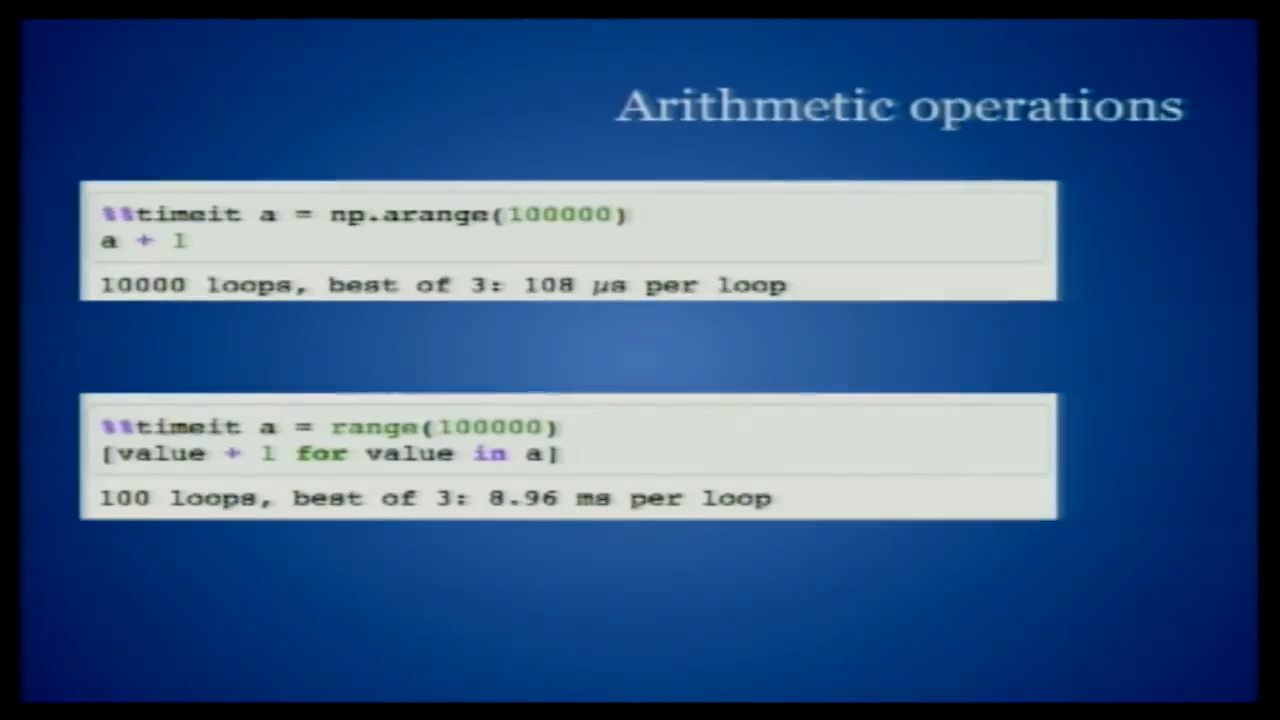 Arithmetic operations
%%timeit a = np.arange(100000)
a + 1
10000 loops, best of 3: 108 µs per loop
%%timeit a = range(100000)
[value + 1 for value in a]
100 loops, best of 3: 8.96 ms per loop